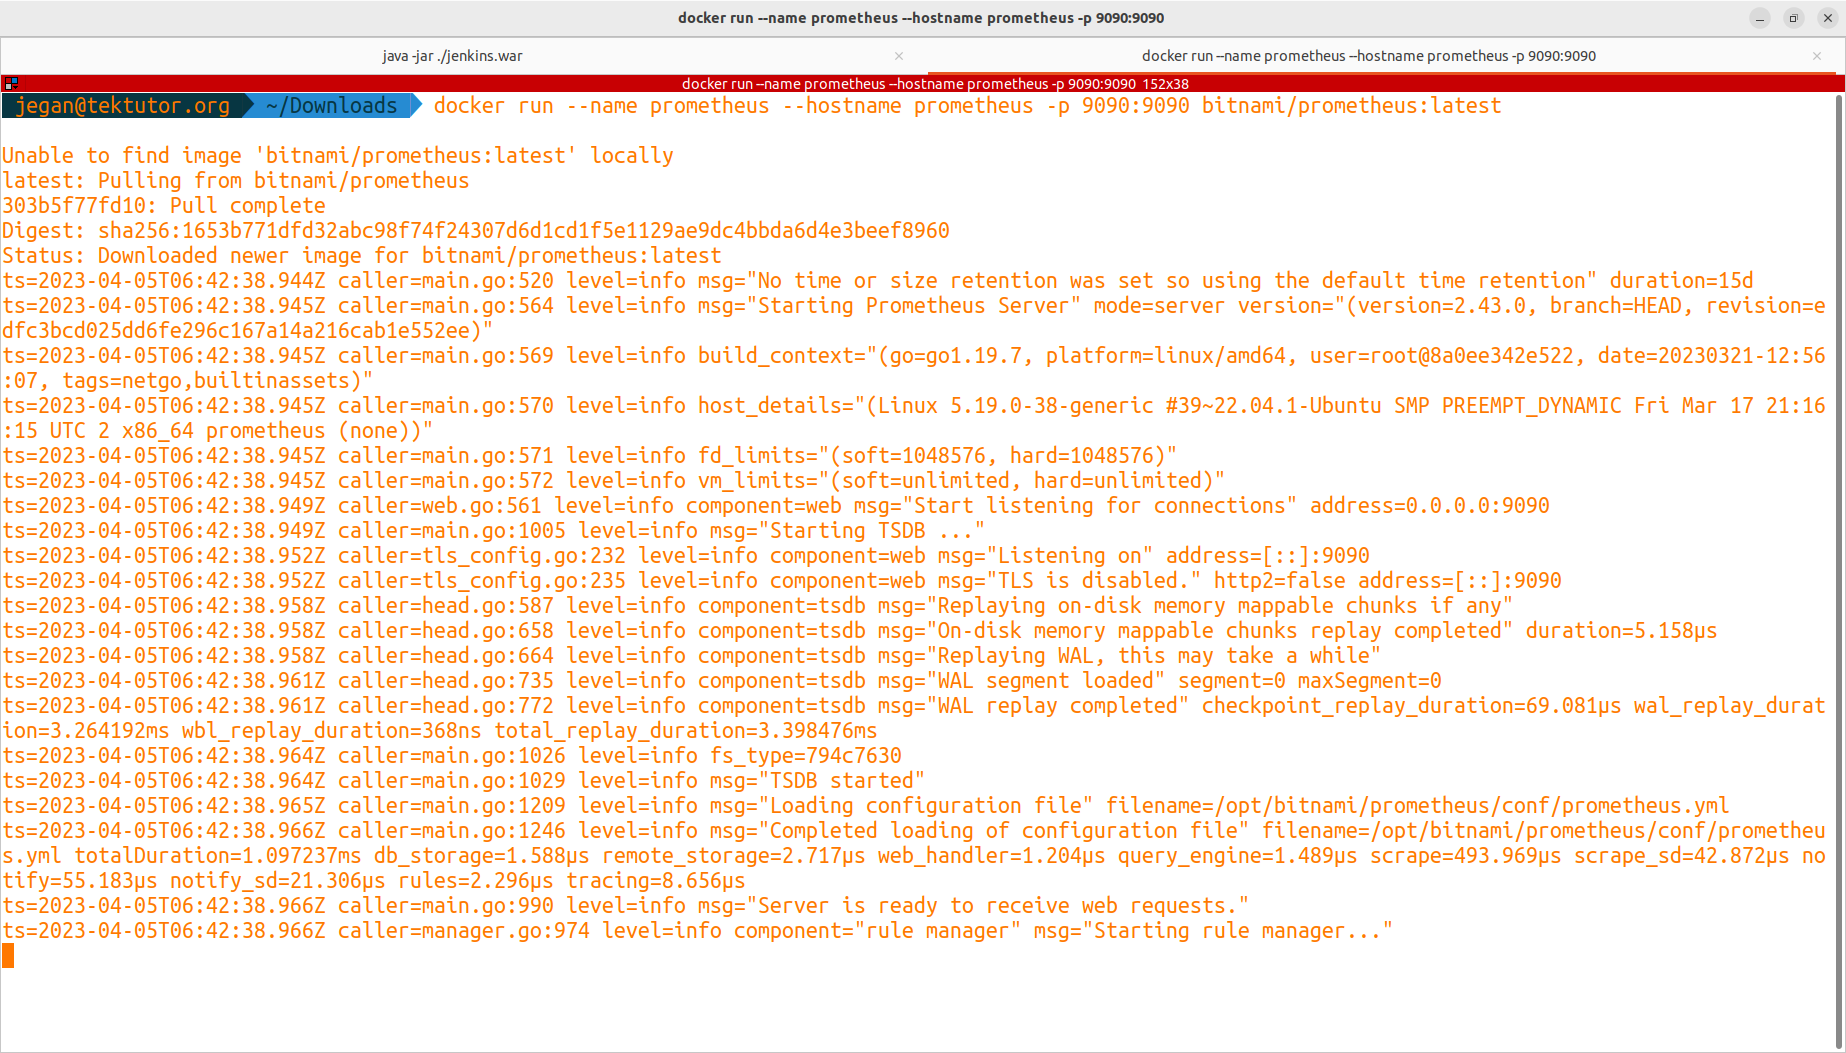 docker run --name prometheus --hostname prometheus -p 9090:9090
java -jar ./jenkins.war
docker run --name prometheus --hostname prometheus -p 9090:9090
docker run --name prometheus --hostname prometheus -p 9090:9090 152x38
jegan@tektutor.org ~/Downloads docker run --name prometheus --hostname prometheus -p 9090:9090 bitnami/prometheus:latest
Unable to find image 'bitnami/prometheus:latest' locally
latest: Pulling from bitnami/prometheus
303b5f77fd10: Pull complete
Digest: sha256:1653b771dfd32abc98f74f24307d6d1cd1f5e1129ae9dc4bbda6d4e3beef8960
Status: Downloaded newer image for bitnami/prometheus:latest
ts=2023-04-05T06:42:38.944Z caller=main.go:520 level=info msg="No time or size retention was set so using the default time retention" duration=15d
ts=2023-04-05T06:42:38.945Z caller=main.go:564 level=info msg="Starting Prometheus Server" mode=server version="(version=2.43.0, branch=HEAD, revision=e
dfc3bcd025dd6fe296c167a14a216cab1e552ee)"
ts=2023-04-05T06:42:38.945Z caller=main.go:569 level=info build_context="(go=go1.19.7, platform=linux/amd64, user=root@8a0ee342e522, date=20230321-12:56
:07, tags=netgo,builtinassets)"
ts=2023-04-05T06:42:38.945Z caller=main.go:570 level=info host_details="(Linux 5.19.0-38-generic #39~22.04.1-Ubuntu SMP PREEMPT_DYNAMIC Fri Mar 17 21:16
:15 UTC 2 x86_64 prometheus (none))"
ts=2023-04-05T06:42:38.945Z caller=main.go:571 level=info fd_limits="(soft=1048576, hard=1048576)"
ts=2023-04-05T06:42:38.945Z caller=main.go:572 level=info vm_limits="(soft=unlimited, hard=unlimited)"
ts=2023-04-05T06:42:38.949Z caller=web.go:561 level=info component=web msg="Start listening for connections" address=0.0.0.0:9090
ts=2023-04-05T06:42:38.949Z caller=main.go:1005 level=info msg="Starting TSDB ..."
ts=2023-04-05T06:42:38.952Z caller=tls_config.go:232 level=info component=web msg="Listening on" address=[::]:9090
ts=2023-04-05T06:42:38.952Z caller=tls_config.go:235 level=info component=web msg="TLS is disabled." http2=false address=[::]:9090
ts=2023-04-05T06:42:38.958Z caller=head.go:587 level=info component=tsdb msg="Replaying on-disk memory mappable chunks if any"
ts=2023-04-05T06:42:38.958Z caller=head.go:658 level=info component=tsdb msg="On-disk memory mappable chunks replay completed" duration=5.158µs
ts=2023-04-05T06:42:38.958Z caller=head.go:664 level=info component=tsdb msg="Replaying WAL, this may take a while"
ts=2023-04-05T06:42:38.961Z caller=head.go:735 level=info component=tsdb msg="WAL segment loaded" segment=0 maxSegment=0
ts=2023-04-05T06:42:38.961Z caller=head.go:772 level=info component=tsdb msg="WAL replay completed" checkpoint_replay_duration=69.081µs wal_replay_durat
ion=3.264192ms wbl_replay_duration=368ns total_replay_duration=3.398476ms
ts=2023-04-05T06:42:38.964Z caller=main.go:1026 level=info fs_type=794c7630
ts=2023-04-05T06:42:38.964Z caller=main.go:1029 level=info msg="TSDB started"
ts=2023-04-05T06:42:38.965Z caller=main.go:1209 level=info msg="Loading configuration file" filename=/opt/bitnami/prometheus/conf/prometheus.yml
ts=2023-04-05T06:42:38.966Z caller=main.go:1246 level=info msg="Completed loading of configuration file" filename=/opt/bitnami/prometheus/conf/prometheu
s.yml totalDuration=1.097237ms db_storage=1.588µs remote_storage=2.717µs web_handler=1.204µs query_engine=1.489µs scrape=493.969µs scrape_sd=42.872µs no
tify=55.183µs notify_sd=21.306µs rules=2.296µs tracing=8.656µs
ts=2023-04-05T06:42:38.966Z caller=main.go:990 level=info msg="Server is ready to receive web requests."
ts=2023-04-05T06:42:38.966Z caller=manager.go:974 level=info component="rule manager" msg="Starting rule manager..."